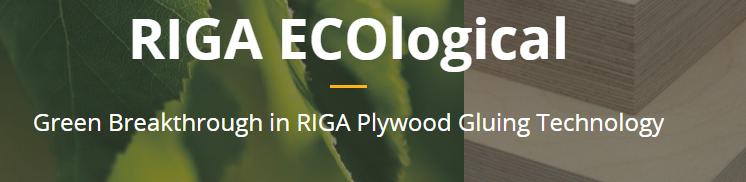 RIGA ECOlogical
Green Breakthrough in RIGA Plywood Gluing Technology